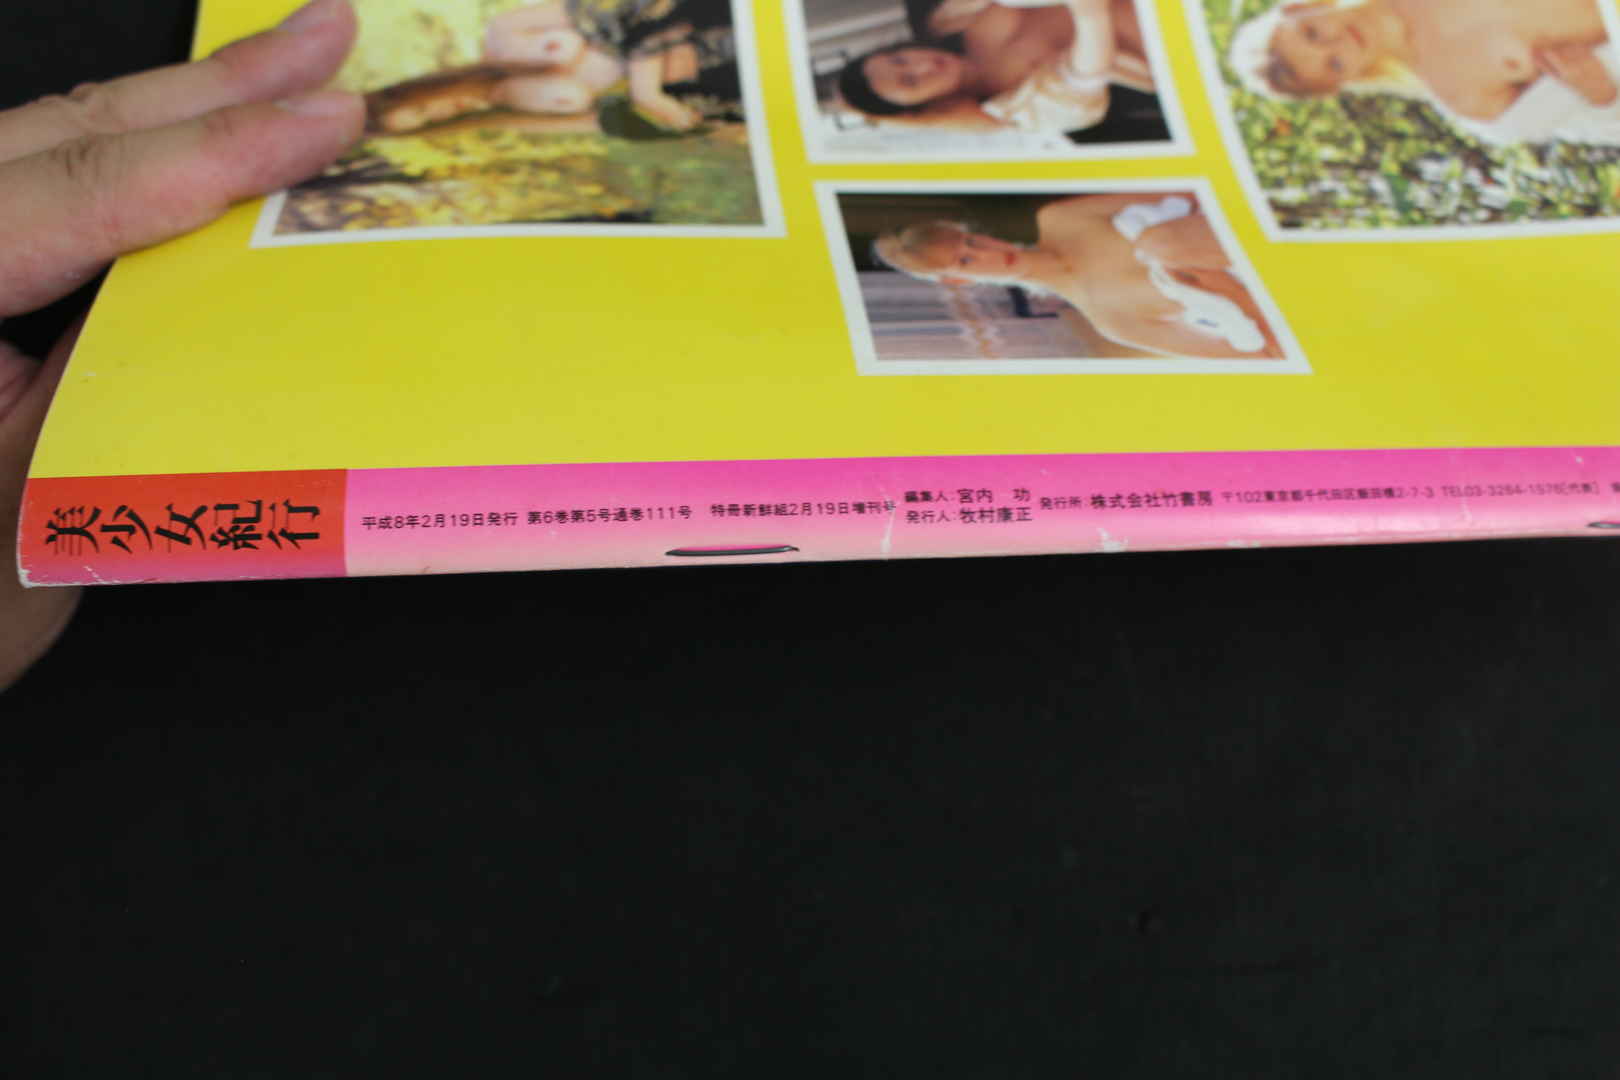 美少女紀行
平成8年2月19日発行 第6巻第5号通巻111号 特冊新鮮組2月19日増刊号
編集人:宮内 功
発行人:牧村康正
発行所:株式会社竹書房 〒102東京都千代田区飯田橋2-7-3 TEL03-3264-1576[代表]